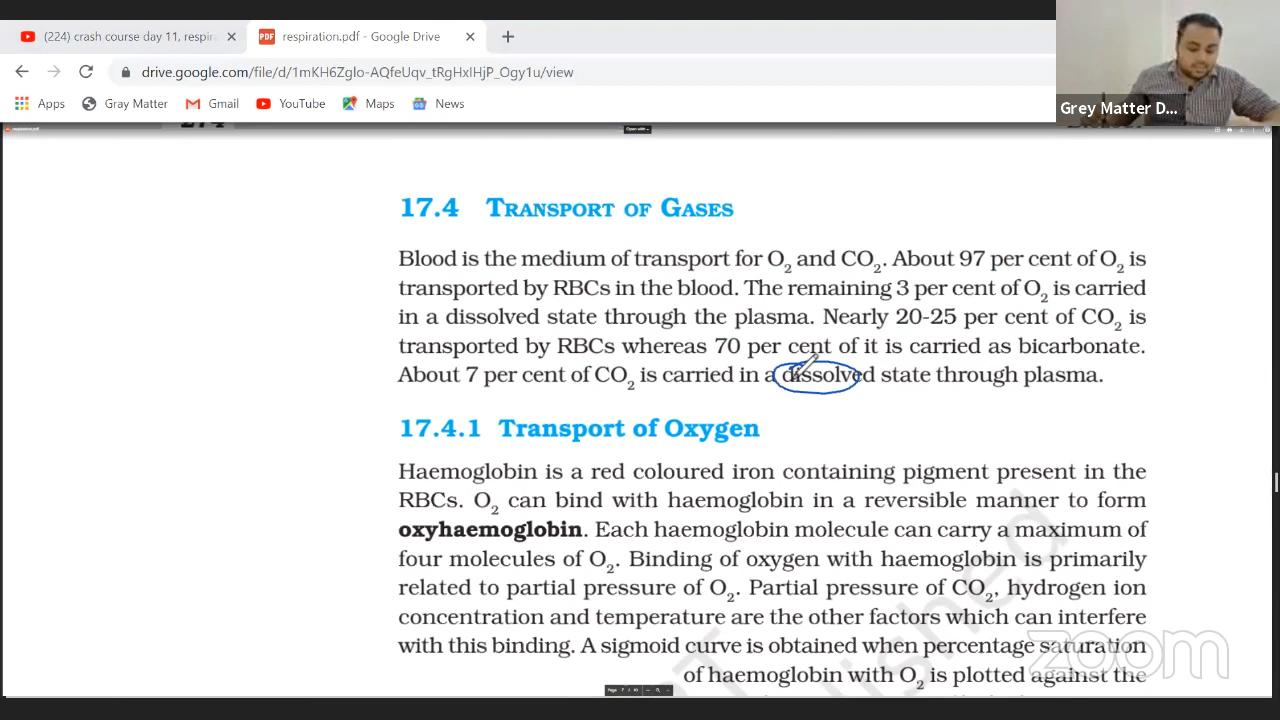 (224) crash course day 11, respira
respiration.pdf - Google Drive
drive.google.com/file/d/1mKH6Zglo-AQfeUqv_tRgHxIHjP_Ogy1u/view
Apps Gray Matter Gmail YouTube Maps News
Grey Matter D...
respiration.pdf
Open with
17.4 TRANSPORT OF GASES
Blood is the medium of transport for O2 and CO2. About 97 per cent of O2 is
transported by RBCs in the blood. The remaining 3 per cent of O2 is carried
in a dissolved state through the plasma. Nearly 20-25 per cent of CO2 is
transported by RBCs whereas 70 per cent of it is carried as bicarbonate.
About 7 per cent of CO2 is carried in a dissolved state through plasma.
17.4.1 Transport of Oxygen
Haemoglobin is a red coloured iron containing pigment present in the
RBCs. O2 can bind with haemoglobin in a reversible manner to form
oxyhaemoglobin. Each haemoglobin molecule can carry a maximum of
four molecules of O2. Binding of oxygen with haemoglobin is primarily
related to partial pressure of O2. Partial pressure of CO2, hydrogen ion
concentration and temperature are the other factors which can interfere
with this binding. A sigmoid curve is obtained when percentage saturation
of haemoglobin with O2 is plotted against the
zoom
Page 7 / 10